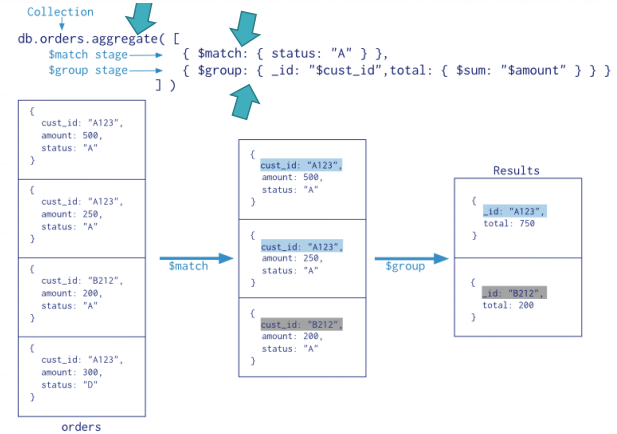 Collection
db.orders.aggregate( [
$match stage { $match: { status: "A" } },
$group stage { $group: { _id: "$cust_id",total: { $sum: "$amount" } } }
] )
{
cust_id: "A123",
amount: 500,
status: "A"
}
{
cust_id: "A123",
amount: 250,
status: "A"
}
{
cust_id: "B212",
amount: 200,
status: "A"
}
{
cust_id: "A123",
amount: 300,
status: "D"
}
orders
$match
{
cust_id: "A123",
amount: 500,
status: "A"
}
{
cust_id: "A123",
amount: 250,
status: "A"
}
{
cust_id: "B212",
amount: 200,
status: "A"
}
$group
Results
{
_id: "A123",
total: 750
}
{
_id: "B212",
total: 200
}